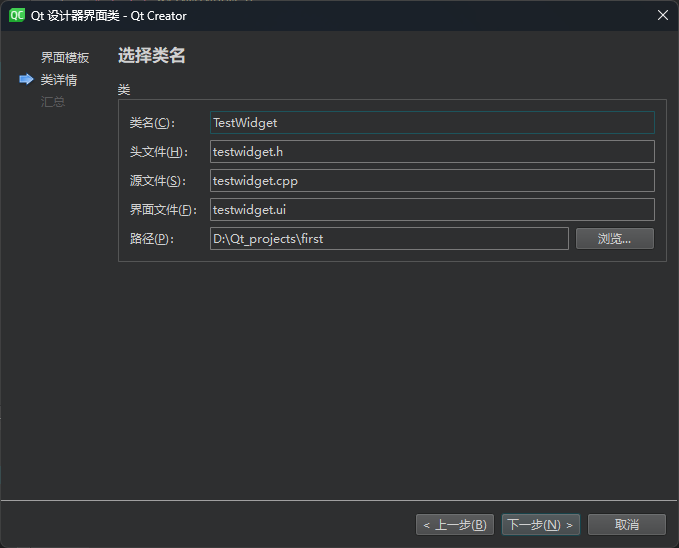 QC Qt 设计器界面类 - Qt Creator
界面模板
类详情
汇总
选择类名
类
类名(C): TestWidget
头文件(H): testwidget.h
源文件(S): testwidget.cpp
界面文件(F): testwidget.ui
路径(P): D:\Qt_projects\first 浏览...
< 上一步(B) 下一步(N) > 取消